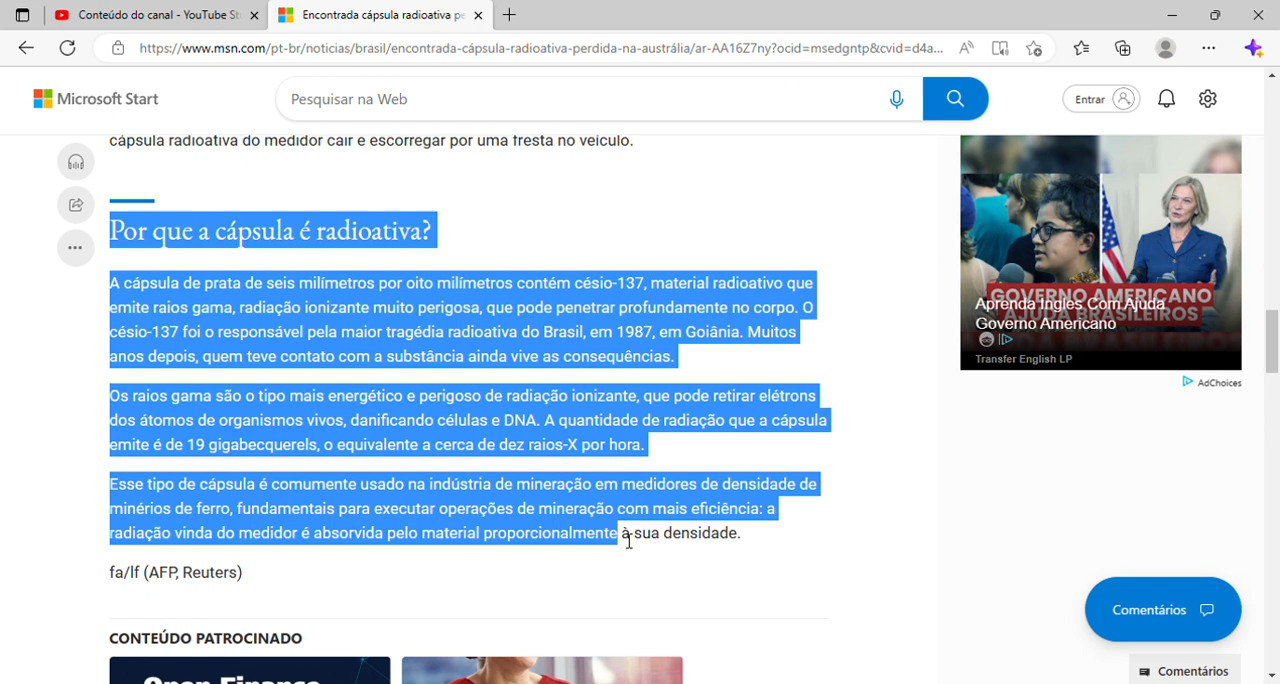 Conteúdo do canal - YouTube St
Encontrada cápsula radioativa pe
https://www.msn.com/pt-br/noticias/brasil/encontrada-cápsula-radioativa-perdida-na-austrália/ar-AA16Z7ny?ocid=msedgntp&cvid=d4a...
Microsoft Start
Pesquisar na Web
Entrar
cápsula radioativa do medidor cair e escorregar por uma fresta no veículo.
Por que a cápsula é radioativa?
A cápsula de prata de seis milímetros por oito milímetros contém césio-137, material radioativo que
emite raios gama, radiação ionizante muito perigosa, que pode penetrar profundamente no corpo. O
césio-137 foi o responsável pela maior tragédia radioativa do Brasil, em 1987, em Goiânia. Muitos
anos depois, quem teve contato com a substância ainda vive as consequências.
Os raios gama são o tipo mais energético e perigoso de radiação ionizante, que pode retirar elétrons
dos átomos de organismos vivos, danificando células e DNA. A quantidade de radiação que a cápsula
emite é de 19 gigabecquerels, o equivalente a cerca de dez raios-X por hora.
Esse tipo de cápsula é comumente usado na indústria de mineração em medidores de densidade de
minérios de ferro, fundamentais para executar operações de mineração com mais eficiência: a
radiação vinda do medidor é absorvida pelo material proporcionalmente à sua densidade.
fa/lf (AFP, Reuters)
CONTEÚDO PATROCINADO
Open Finance
GOVERNO AMERICANO
AJUDA BRASILEIROS
Aprenda Ingles Com Ajuda
Governo Americano
Transfer English LP
AdChoices
Comentários
Comentários